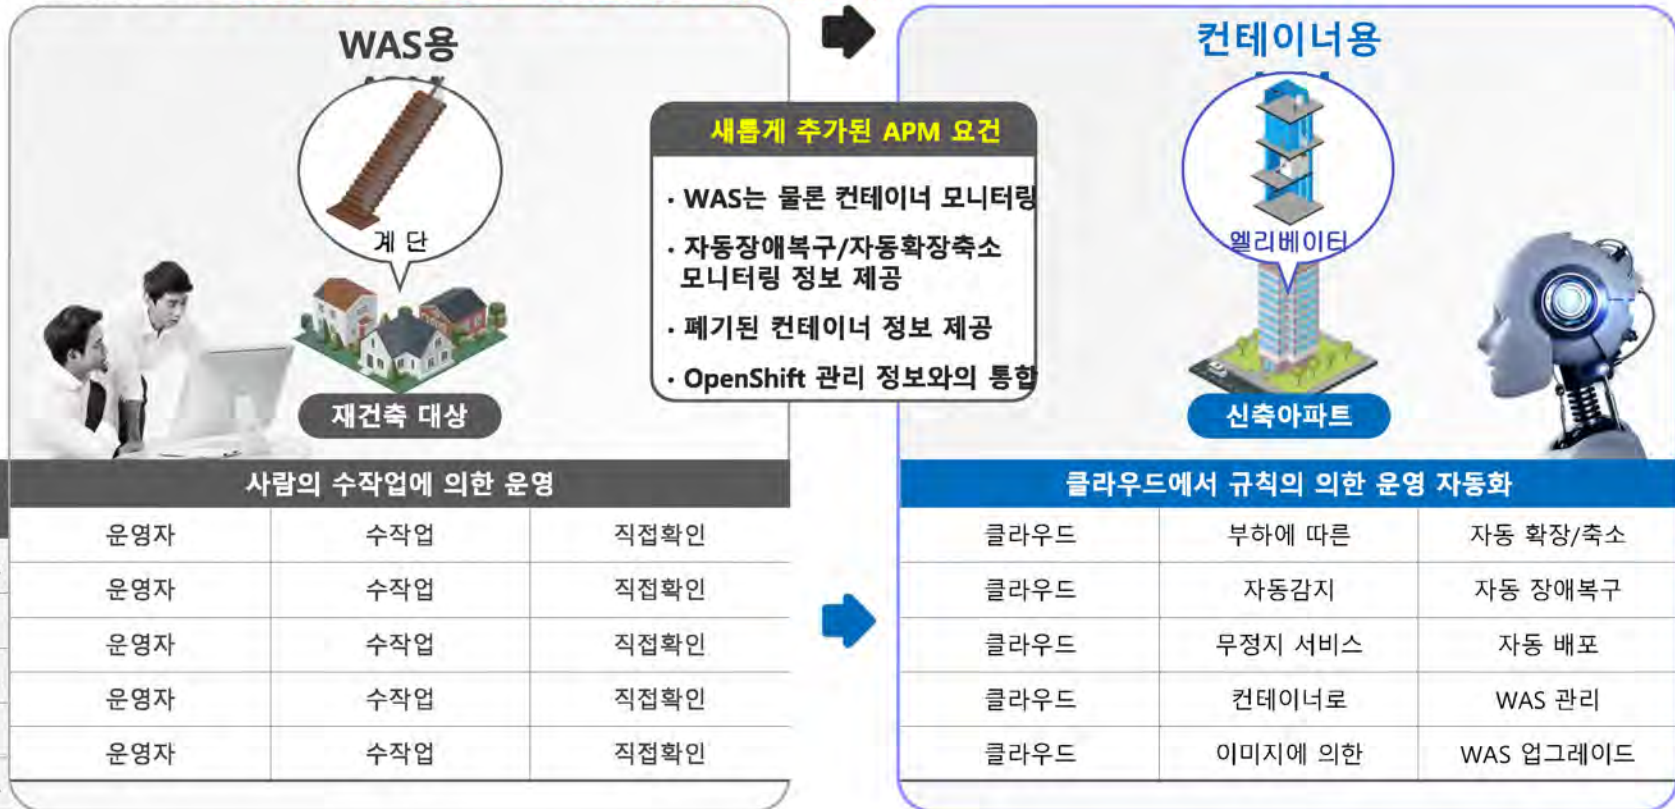 WAS용
계 단
재건축 대상
사람의 수작업에 의한 운영
운영자 수작업 직접확인
운영자 수작업 직접확인
운영자 수작업 직접확인
운영자 수작업 직접확인
운영자 수작업 직접확인
새롭게 추가된 APM 요건
· WAS는 물론 컨테이너 모니터링
· 자동장애복구/자동확장축소
모니터링 정보 제공
· 폐기된 컨테이너 정보 제공
· OpenShift 관리 정보와의 통합
컨테이너용
엘리베이터
신축아파트
클라우드에서 규칙의 의한 운영 자동화
클라우드 부하에 따른 자동 확장/축소
클라우드 자동감지 자동 장애복구
클라우드 무정지 서비스 자동 배포
클라우드 컨테이너로 WAS 관리
클라우드 이미지에 의한 WAS 업그레이드